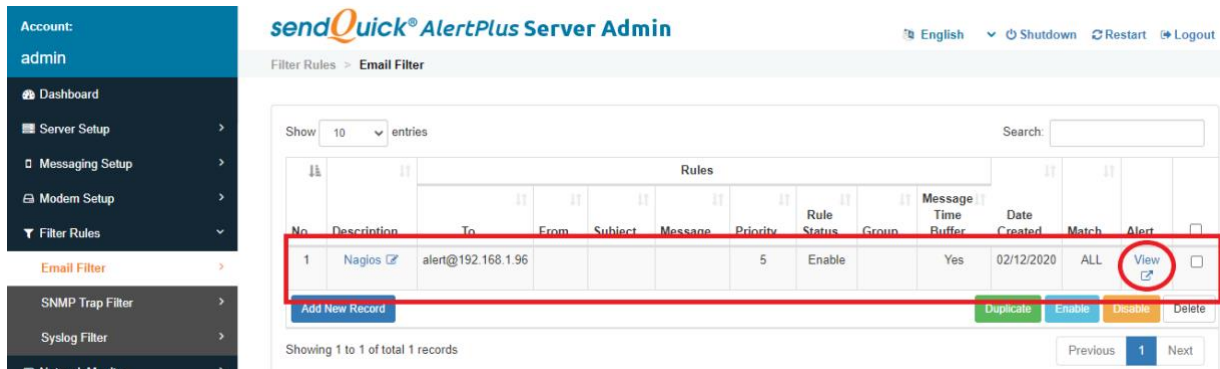 Account:
sendQuick® AlertPlus Server Admin
English Shutdown Restart Logout
admin
Filter Rules > Email Filter
Dashboard
Server Setup
Messaging Setup
Modem Setup
Filter Rules
Email Filter
SNMP Trap Filter
Syslog Filter
Show 10 entries Search:
Rules
No. Description To From Subject Message Priority Rule Status Group Message Time Buffer Date Created Match Alert
1 Nagios alert@192.168.1.96 5 Enable Yes 02/12/2020 ALL View
Add New Record Duplicate Enable Disable Delete
Showing 1 to 1 of total 1 records
Previous 1 Next